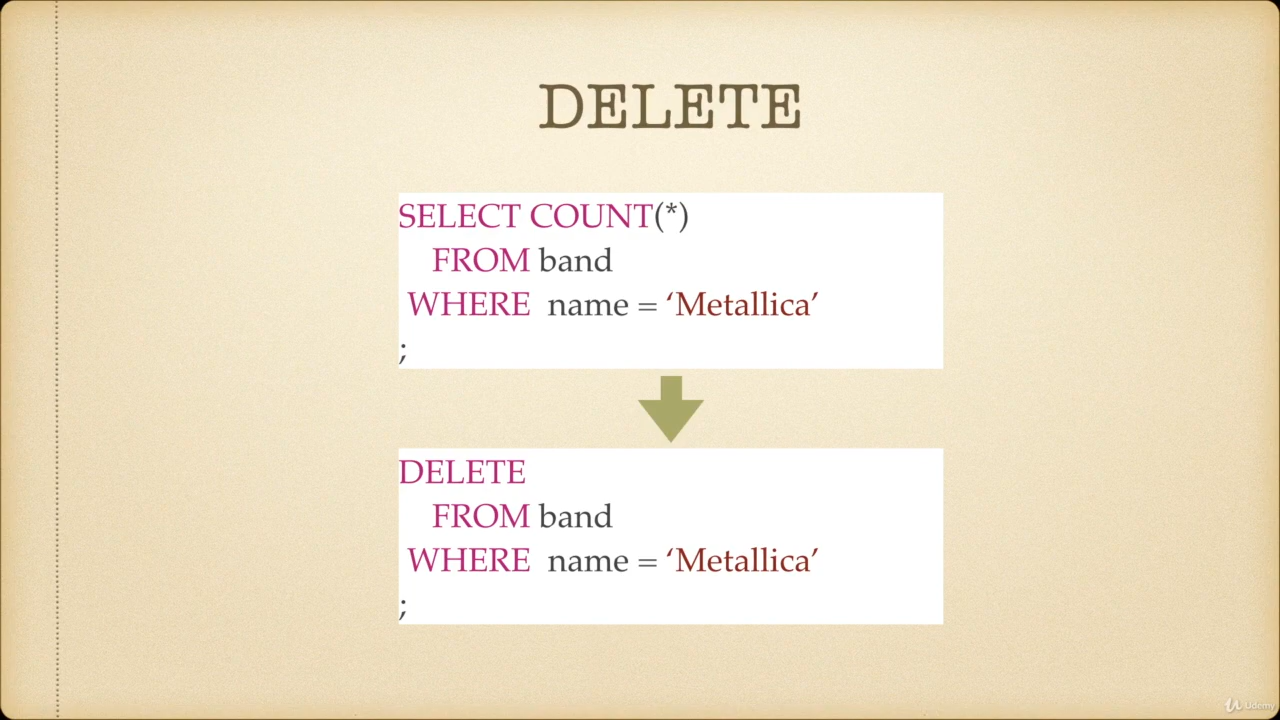 DELETE
SELECT COUNT(*)
FROM band
WHERE name = ‘Metallica’
;
DELETE
FROM band
WHERE name = ‘Metallica’
;
Udemy